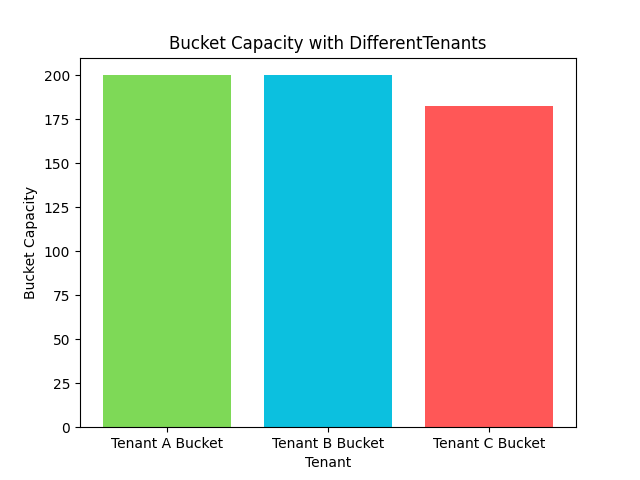 Bucket Capacity with DifferentTenants
Bucket Capacity
200
175
150
125
100
75
50
25
0
Tenant A Bucket
Tenant B Bucket
Tenant C Bucket
Tenant